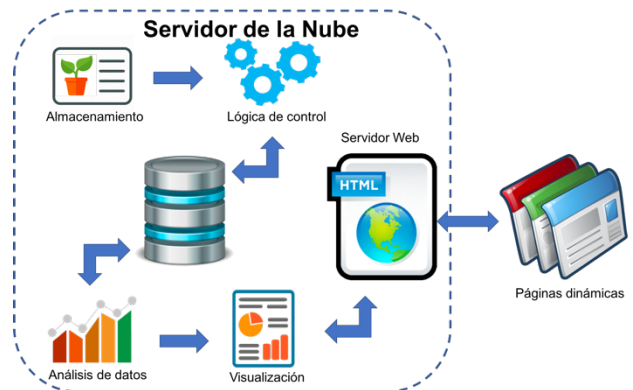 Servidor de la Nube
Almacenamiento
Lógica de control
Servidor Web
HTML
Páginas dinámicas
Análisis de datos
Visualización